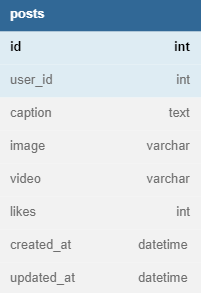 posts
id int
user_id int
caption text
image varchar
video varchar
likes int
created_at datetime
updated_at datetime